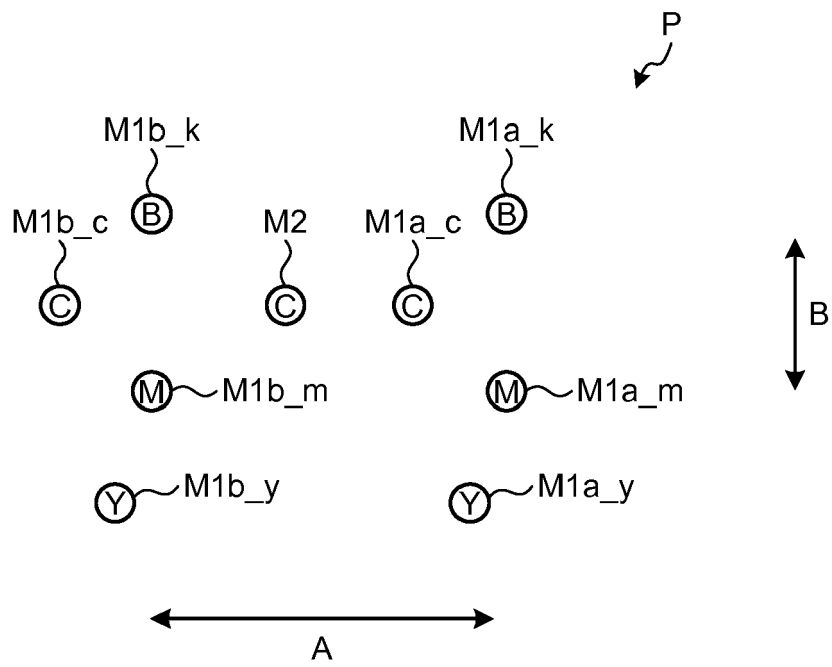 P
M1b_k M1a_k
B B
M1b_c M2 M1a_c
C C C
B
M M1b_m M M1a_m
Y M1b_y Y M1a_y
A